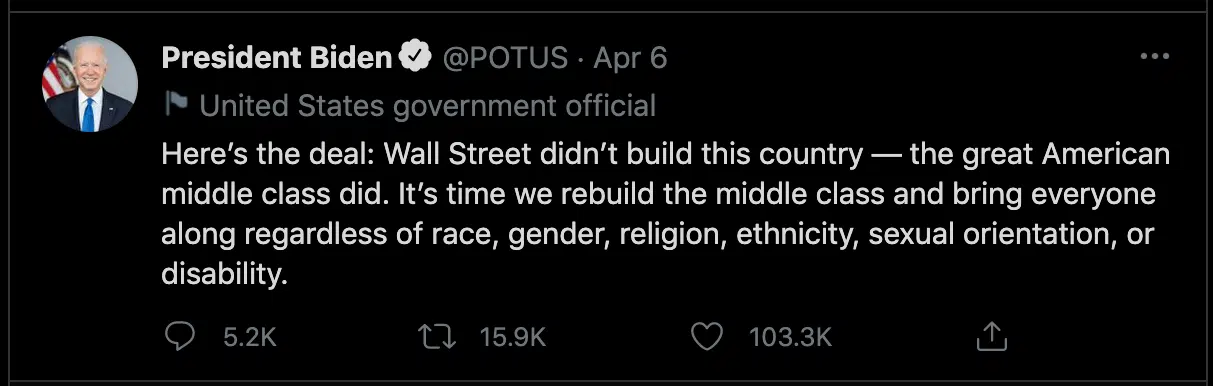 President Biden @POTUS · Apr 6
United States government official
Here’s the deal: Wall Street didn’t build this country — the great American
middle class did. It’s time we rebuild the middle class and bring everyone
along regardless of race, gender, religion, ethnicity, sexual orientation, or
disability.
5.2K 15.9K 103.3K